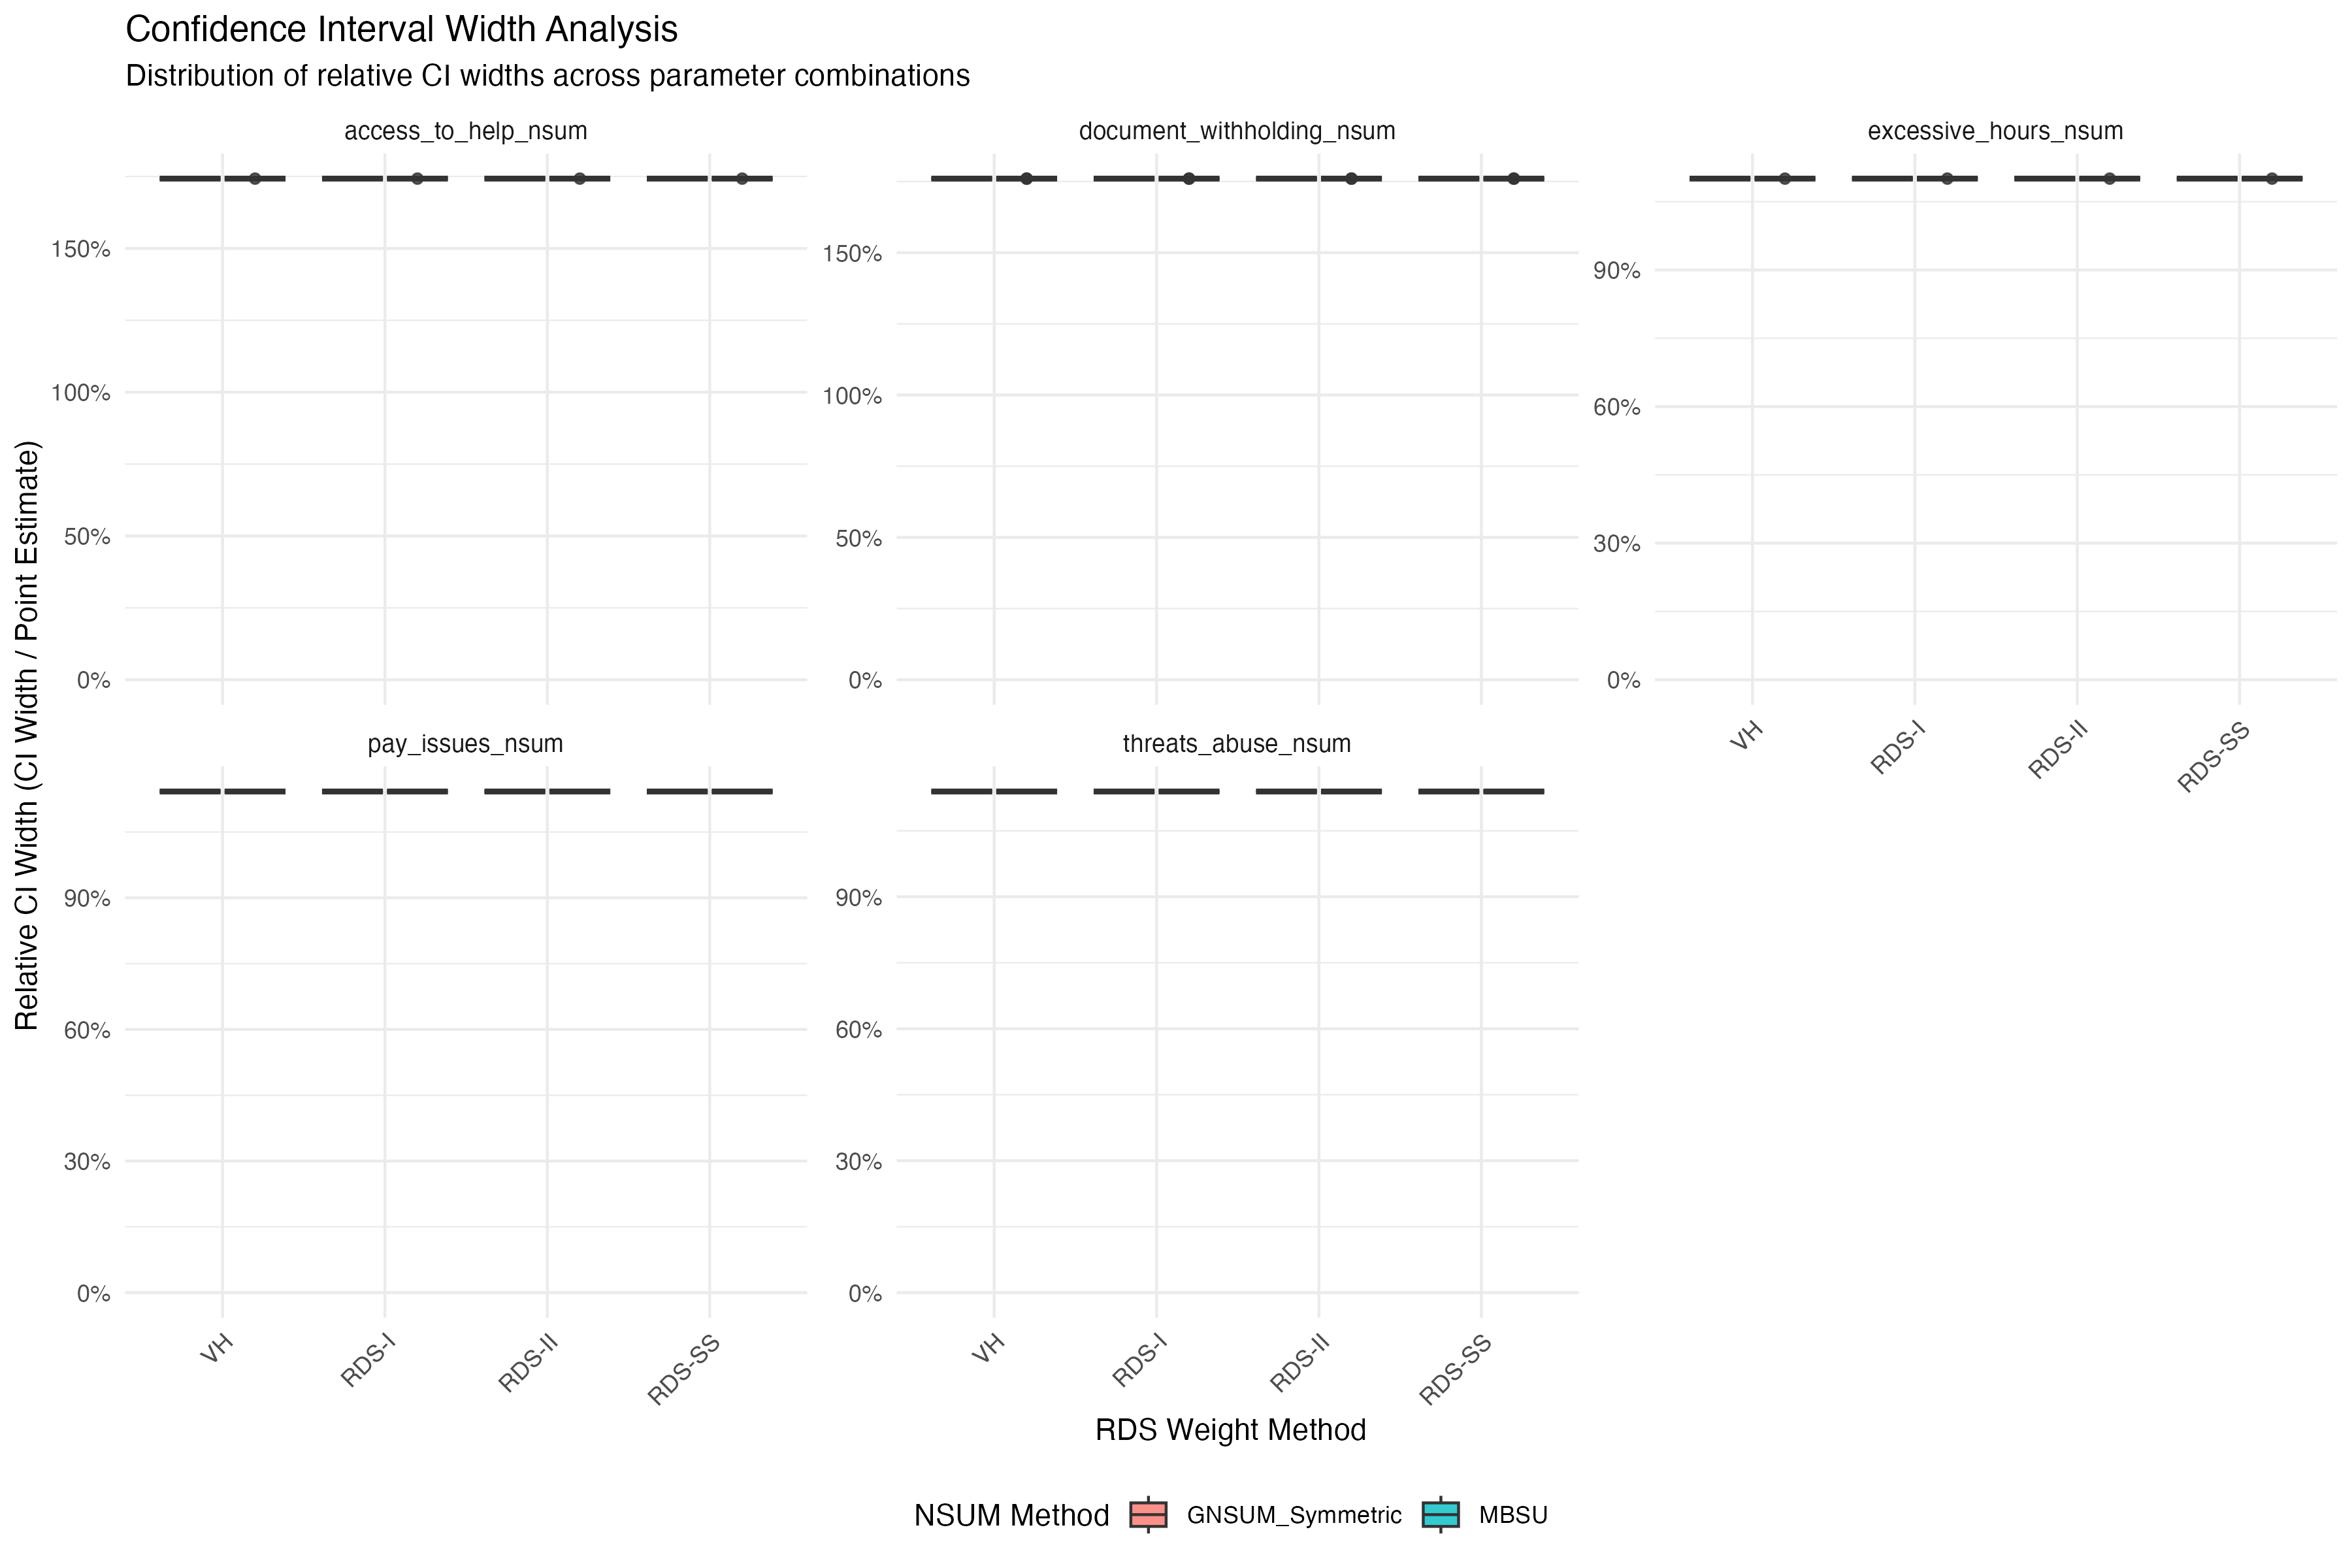 Confidence Interval Width Analysis
Distribution of relative CI widths across parameter combinations
access_to_help_nsum
document_withholding_nsum
excessive_hours_nsum
150%
100%
50%
0%
150%
100%
50%
0%
90%
60%
30%
0%
VH
RDS-I
RDS-II
RDS-SS
Relative CI Width (CI Width / Point Estimate)
pay_issues_nsum
threats_abuse_nsum
90%
60%
30%
0%
90%
60%
30%
0%
VH
RDS-I
RDS-II
RDS-SS
VH
RDS-I
RDS-II
RDS-SS
RDS Weight Method
NSUM Method GNSUM_Symmetric MBSU